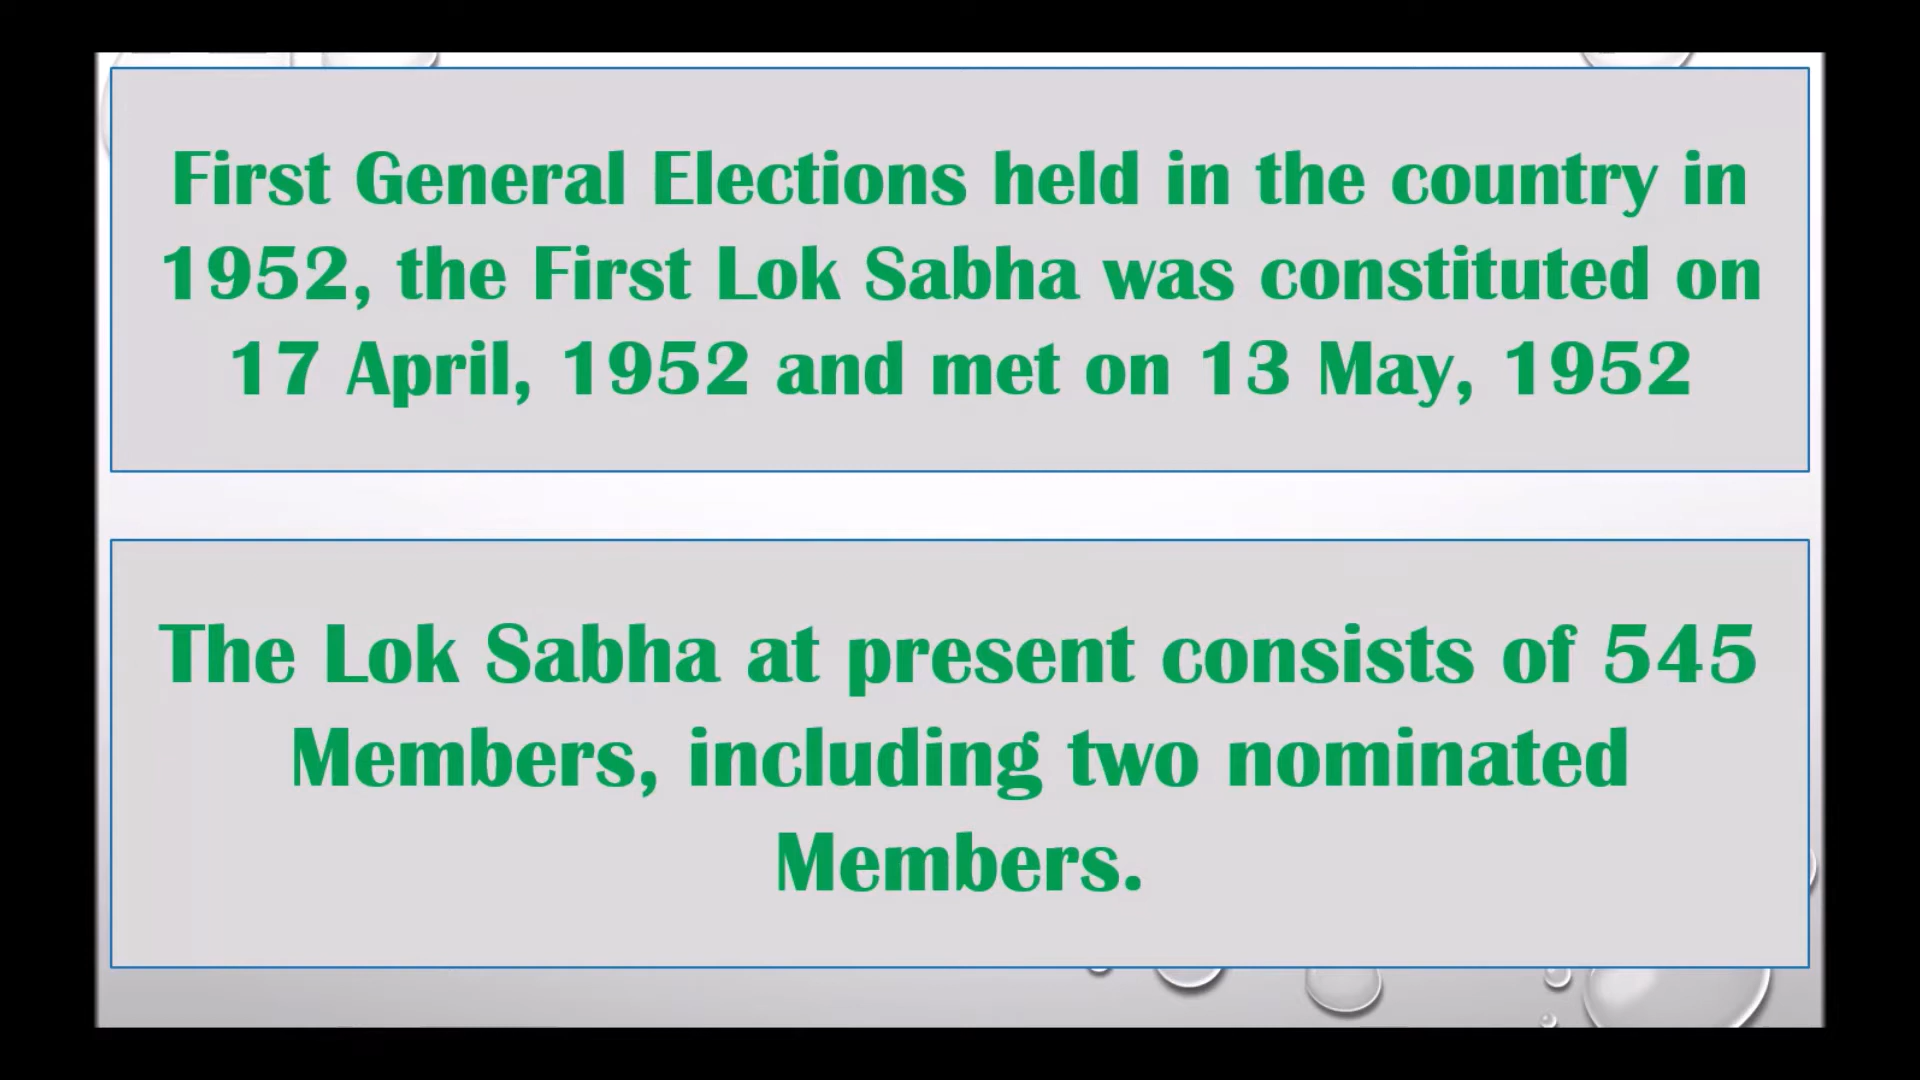 First General Elections held in the country in
1952, the First Lok Sabha was constituted on
17 April, 1952 and met on 13 May, 1952
The Lok Sabha at present consists of 545
Members, including two nominated
Members.